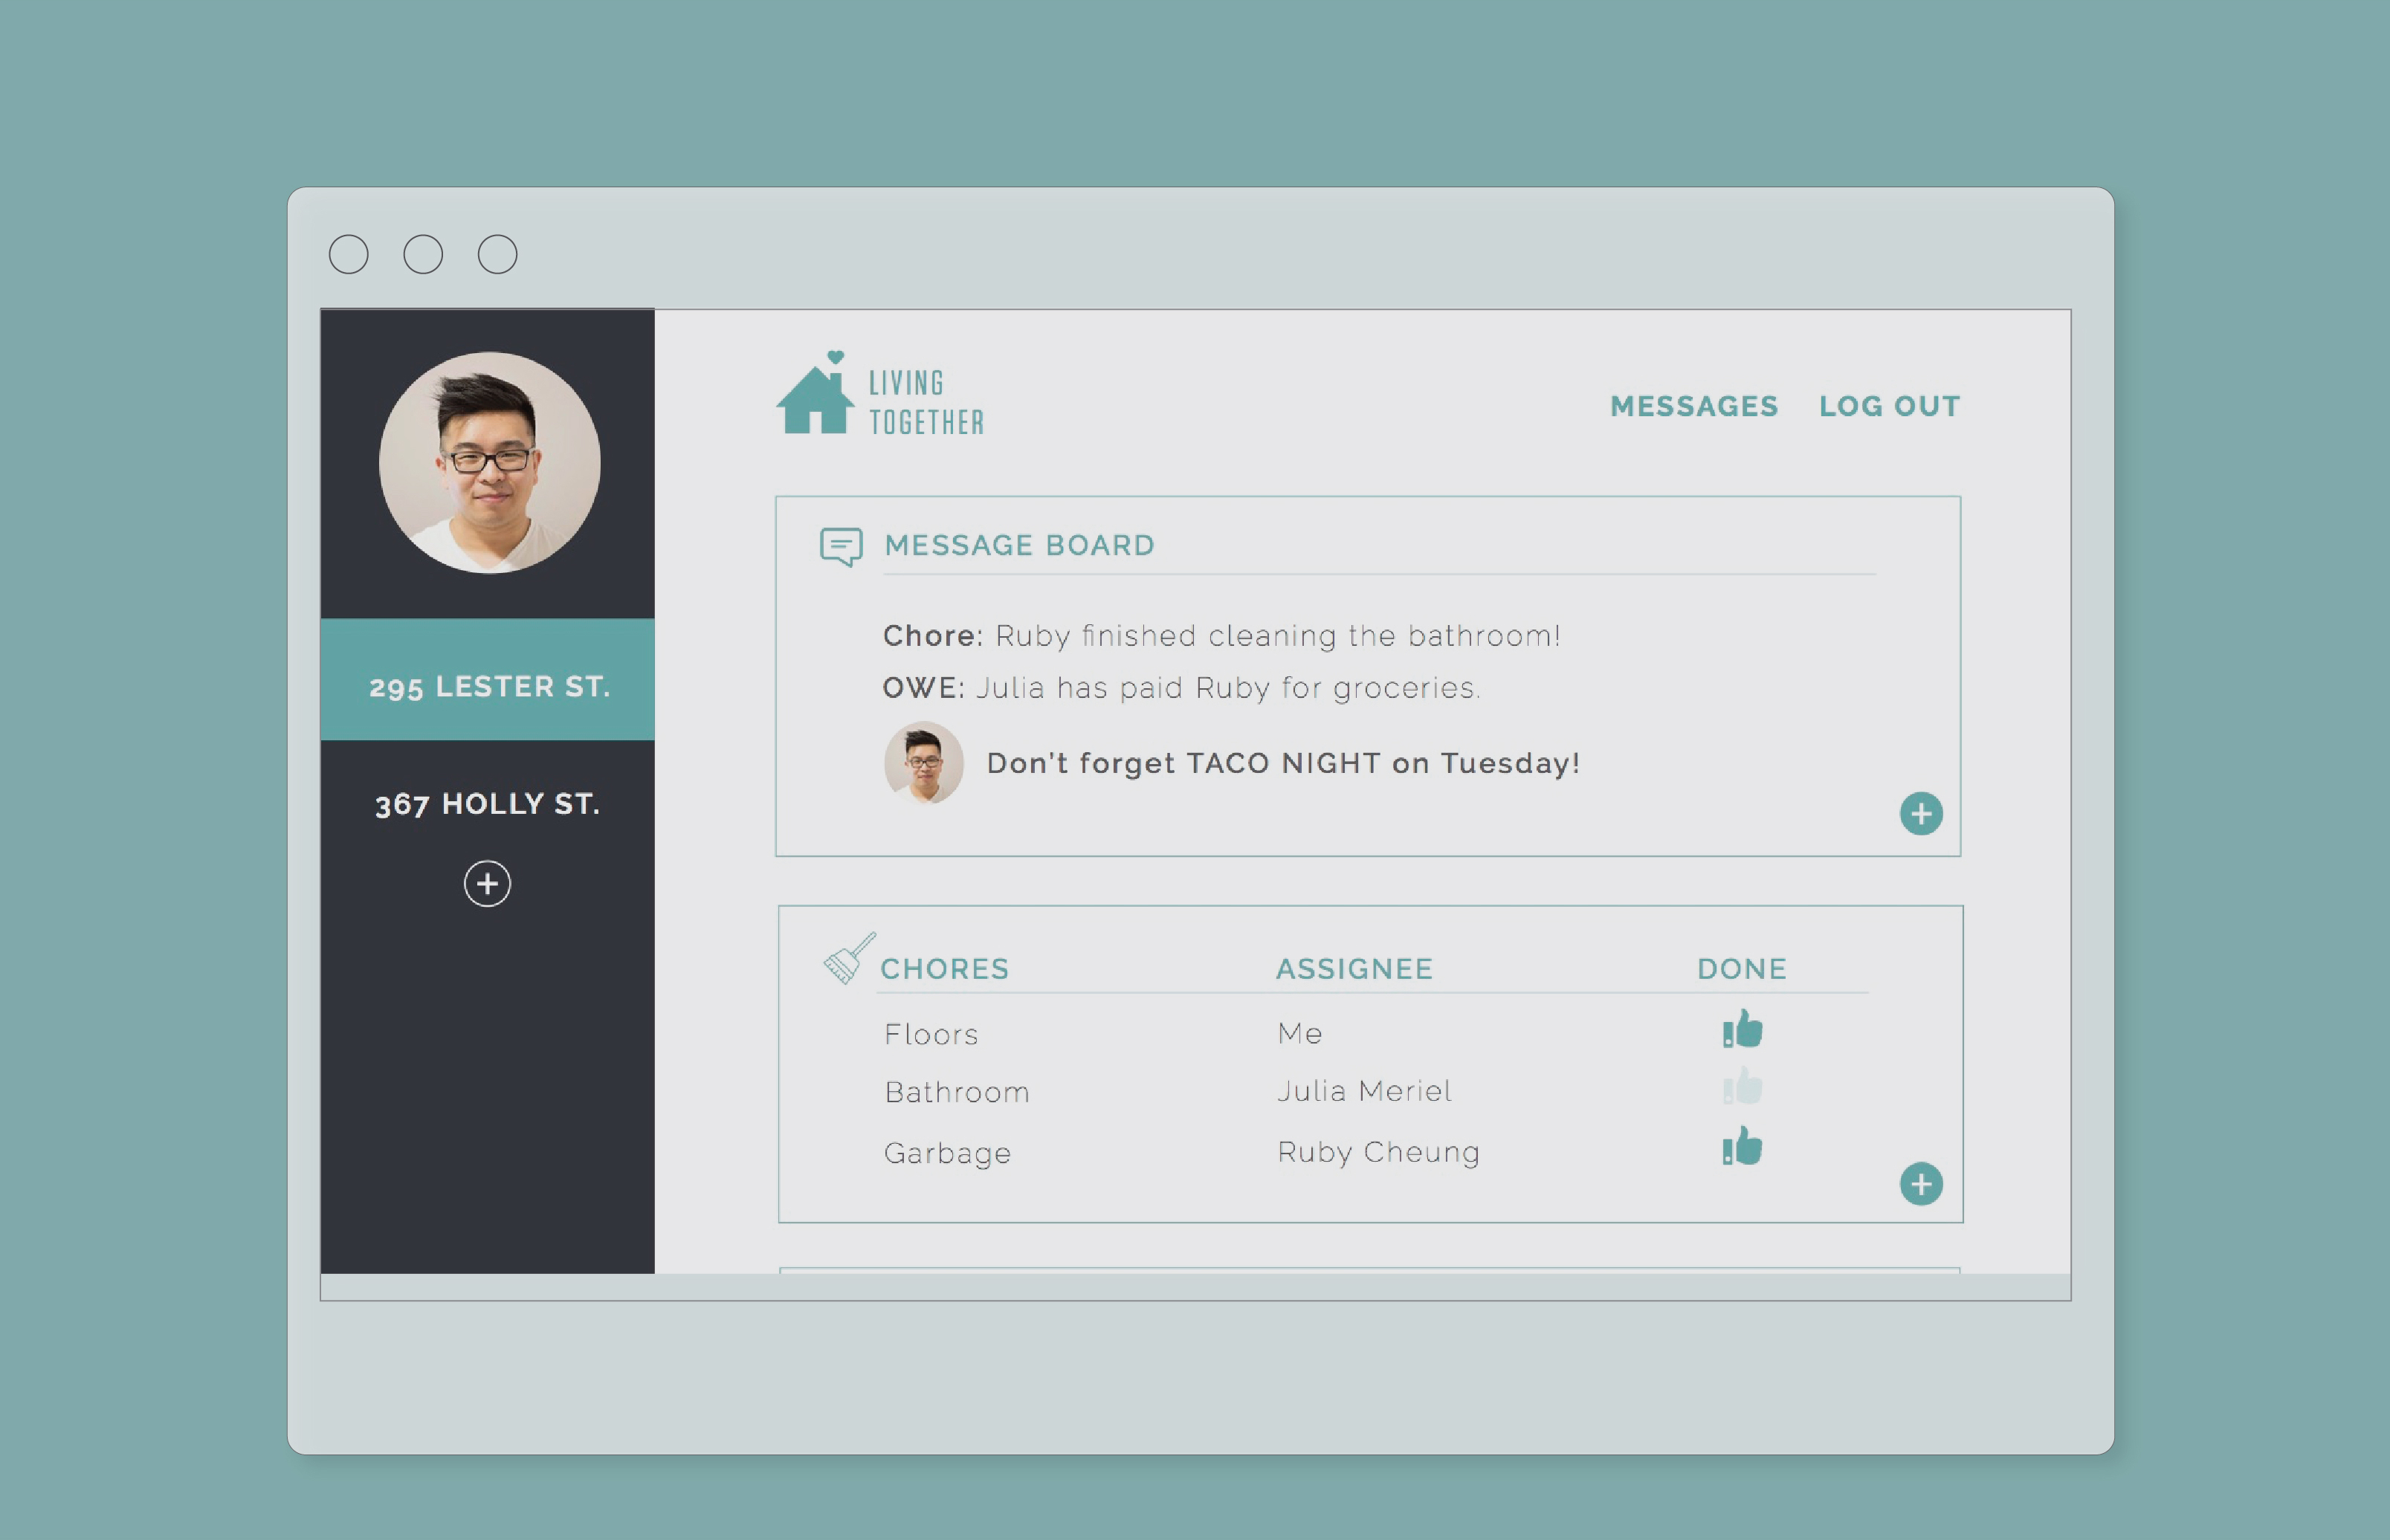 LIVING
TOGETHER
MESSAGES LOG OUT
295 LESTER ST.
367 HOLLY ST.
MESSAGE BOARD
Chore: Ruby finished cleaning the bathroom!
OWE: Julia has paid Ruby for groceries.
Don't forget TACO NIGHT on Tuesday!
CHORES ASSIGNEE DONE
Floors Me
Bathroom Julia Meriel
Garbage Ruby Cheung